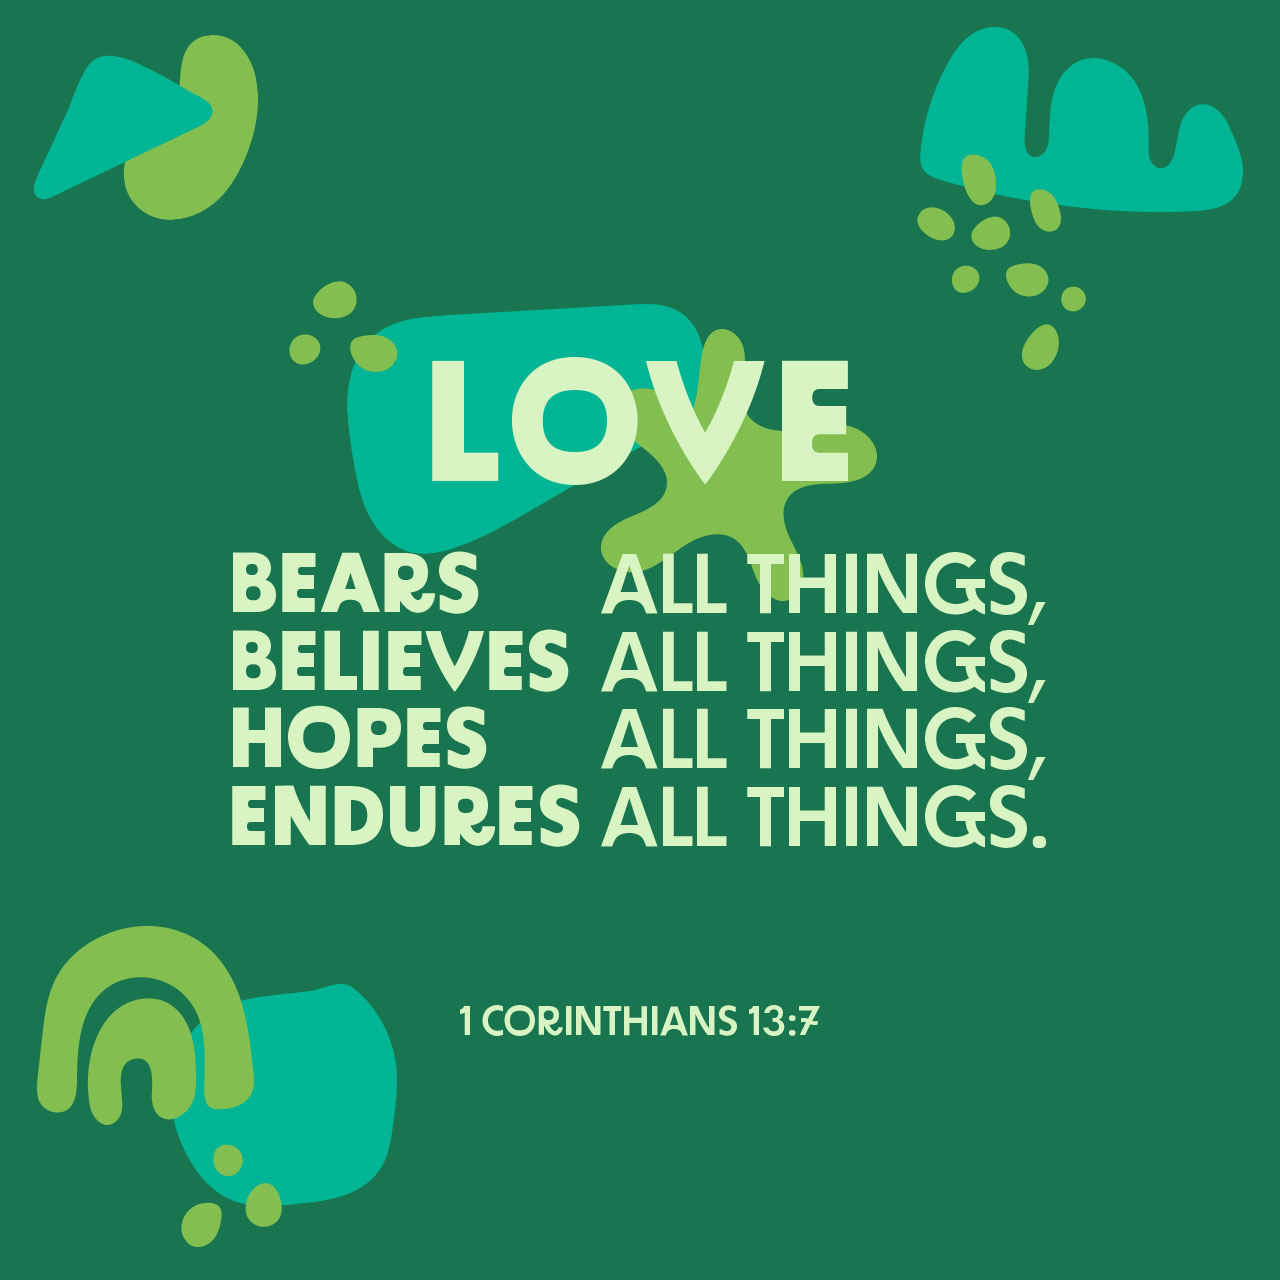 LOVE
BEARS ALL THINGS,
BELIEVES ALL THINGS,
HOPES ALL THINGS,
ENDURES ALL THINGS.
1 CORINTHIANS 13:7